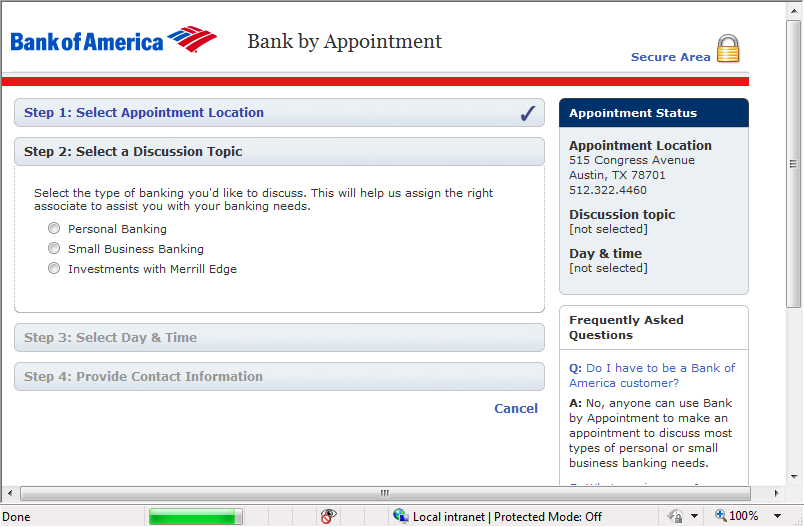 Bank of America
Bank by Appointment
Secure Area
Step 1: Select Appointment Location
Step 2: Select a Discussion Topic
Select the type of banking you'd like to discuss. This will help us assign the right
associate to assist you with your banking needs.
Personal Banking
Small Business Banking
Investments with Merrill Edge
Step 3: Select Day & Time
Step 4: Provide Contact Information
Cancel
Appointment Status
Appointment Location
515 Congress Avenue
Austin, TX 78701
512.322.4460
Discussion topic
[not selected]
Day & time
[not selected]
Frequently Asked
Questions
Q: Do I have to be a Bank of
America customer?
A: No, anyone can use Bank
by Appointment to make an
appointment to discuss most
types of personal or small
business banking needs.
Done
Local intranet | Protected Mode: Off
100%